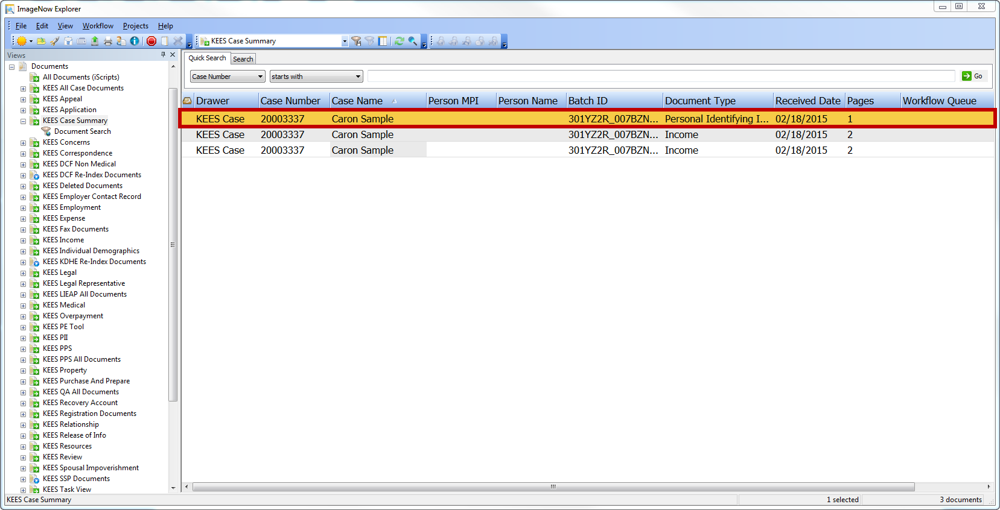 ImageNow Explorer
File Edit View Workflow Projects Help
KEES Case Summary
Views
Documents
All Documents (iScripts)
KEES All Case Documents
KEES Appeal
KEES Application
KEES Case Summary
Document Search
KEES Concerns
KEES Correspondence
KEES DCF Non Medical
KEES DCF Re-Index Documents
KEES Deleted Documents
KEES Employer Contact Record
KEES Employment
KEES Expense
KEES Fax Documents
KEES Income
KEES Individual Demographics
KEES KDHE Re-Index Documents
KEES Legal
KEES Legal Representative
KEES LIEAP All Documents
KEES Medical
KEES Overpayment
KEES PE Tool
KEES PII
KEES PPS
KEES PPS All Documents
KEES Property
KEES Purchase And Prepare
KEES QA All Documents
KEES Recovery Account
KEES Registration Documents
KEES Relationship
KEES Release of Info
KEES Resources
KEES Review
KEES Spousal Impoverishment
KEES SSP Documents
KEES Task View
Quick Search Search
Case Number starts with Go
Drawer Case Number Case Name Person MPI Person Name Batch ID Document Type Received Date Pages Workflow Queue
KEES Case 20003337 Caron Sample 301YZ2R_007BZN... Personal Identifying I... 02/18/2015 1
KEES Case 20003337 Caron Sample 301YZ2R_007BZN... Income 02/18/2015 2
KEES Case 20003337 Caron Sample 301YZ2R_007BZN... Income 02/18/2015 2
KEES Case Summary 1 selected 3 documents